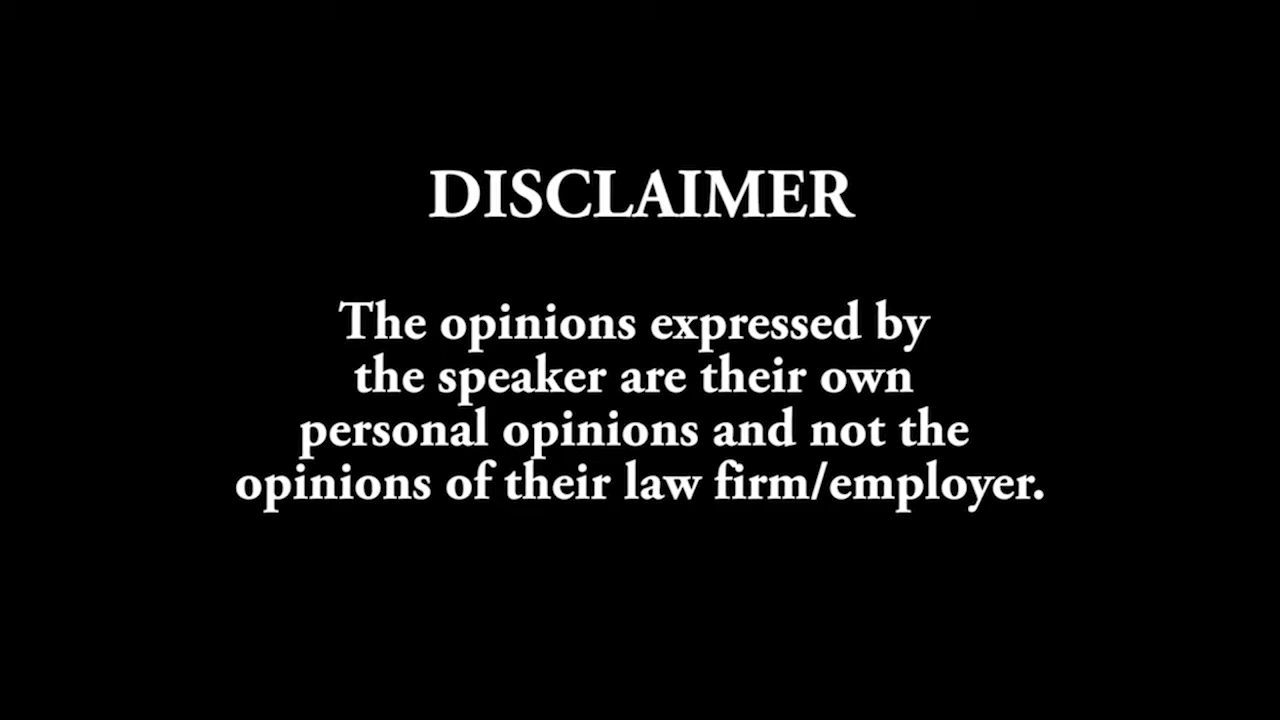 DISCLAIMER
The opinions expressed by
the speaker are their own
personal opinions and not the
opinions of their law firm/employer.